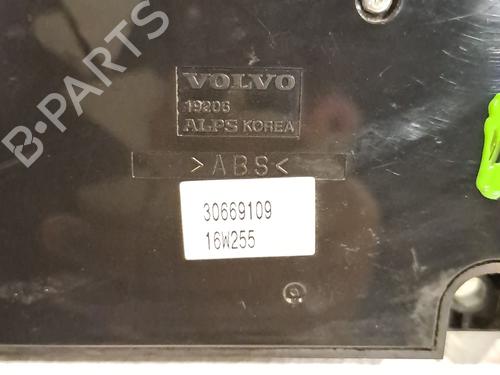 B-PARTS
VOLVO
19206
ALPS KOREA
>ABS<
30669109
16W255